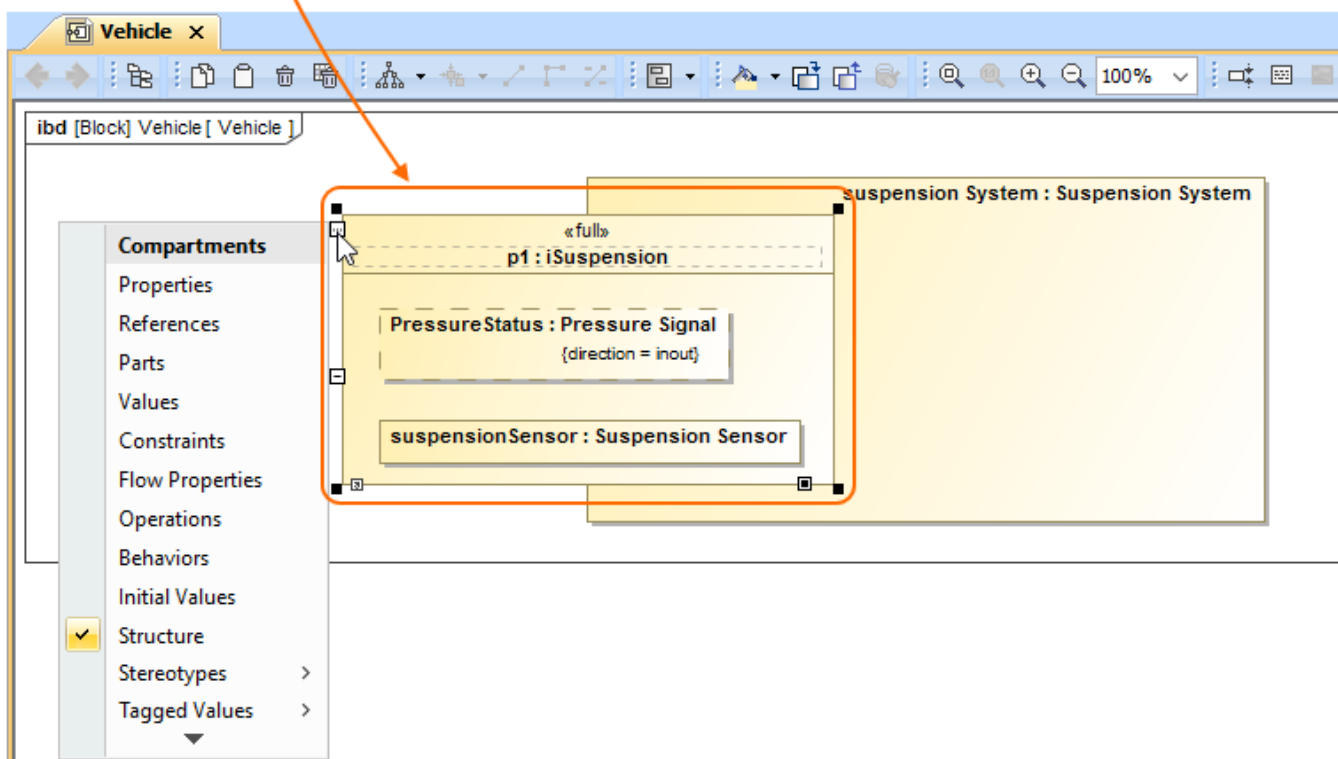 Vehicle
100%
ibd [Block] Vehicle [ Vehicle ]
suspension System : Suspension System
«full»
p1 : iSuspension
PressureStatus : Pressure Signal
{direction = inout}
suspensionSensor : Suspension Sensor
Compartments
Properties
References
Parts
Values
Constraints
Flow Properties
Operations
Behaviors
Initial Values
Structure
Stereotypes
Tagged Values